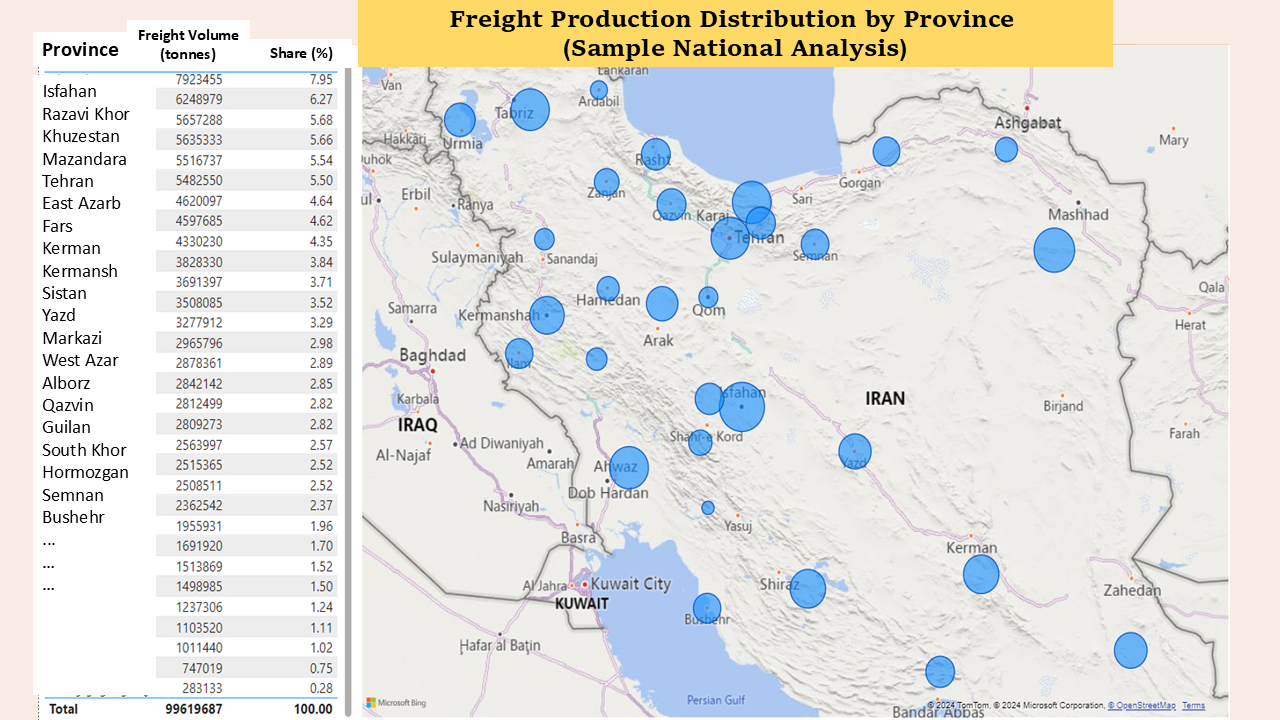 Freight Production Distribution by Province
(Sample National Analysis)
Province
Freight Volume
(tonnes)
Share (%)
Isfahan
Razavi Khor
Khuzestan
Mazandara
Tehran
East Azarb
Fars
Kerman
Kermansh
Sistan
Yazd
Markazi
West Azar
Alborz
Qazvin
Guilan
South Khor
Hormozgan
Semnan
Bushehr
...
...
...
7923455 7.95
6248979 6.27
5657288 5.68
5635333 5.66
5516737 5.54
5482550 5.50
4620097 4.64
4597685 4.62
4330230 4.35
3828330 3.84
3691397 3.71
3508085 3.52
3277912 3.29
2965796 2.98
2878361 2.89
2842142 2.85
2812499 2.82
2809273 2.82
2563997 2.57
2515365 2.52
2508511 2.52
2362542 2.37
1955931 1.96
1691920 1.70
1513869 1.52
1498985 1.50
1237306 1.24
1103520 1.11
1011440 1.02
747019 0.75
283133 0.28
Total 99619687 100.00
Lankaran
Van
Ardabil
Tabriz
Ashgabat
Hakkari
Urmia
Mary
Duhok
Rasht
Gorgan
Erbil
Zanjan
Sari
Ranya
Qazvin
Karaj
Mashhad
Tehran
Sulaymaniyah
Sanandaj
Semnan
Qala
Hamedan
Samarra
Kermanshah
Qom
Herat
Arak
Baghdad
Ilam
Isfahan
IRAN
Karbala
Birjand
IRAQ
Shahr-e Kord
Farah
Ad Diwaniyah
Al-Najaf
Amarah
Ahwaz
Yazd
Dob Hardan
Nasiriyah
Yasuj
Basra
Kerman
Al Jahra
Kuwait City
Shiraz
Zahedan
KUWAIT
Bushehr
Hafar al Batin
Persian Gulf
Microsoft Bing
Bandar Abbas
© 2024 TomTom, © 2024 Microsoft Corporation, © OpenStreetMap Terms